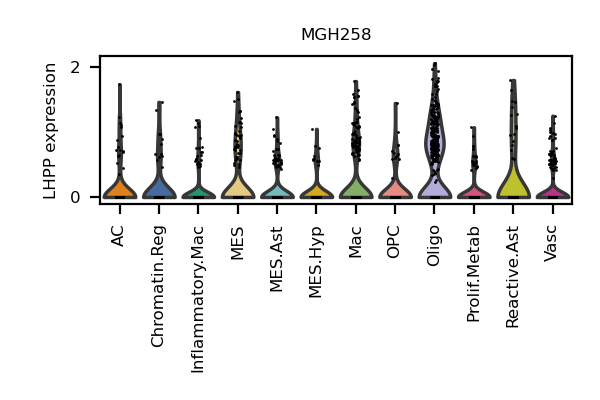 MGH258
LHPP expression
2
0
AC
Chromatin.Reg
Inflammatory.Mac
MES
MES.Ast
MES.Hyp
Mac
OPC
Oligo
Prolif.Metab
Reactive.Ast
Vasc